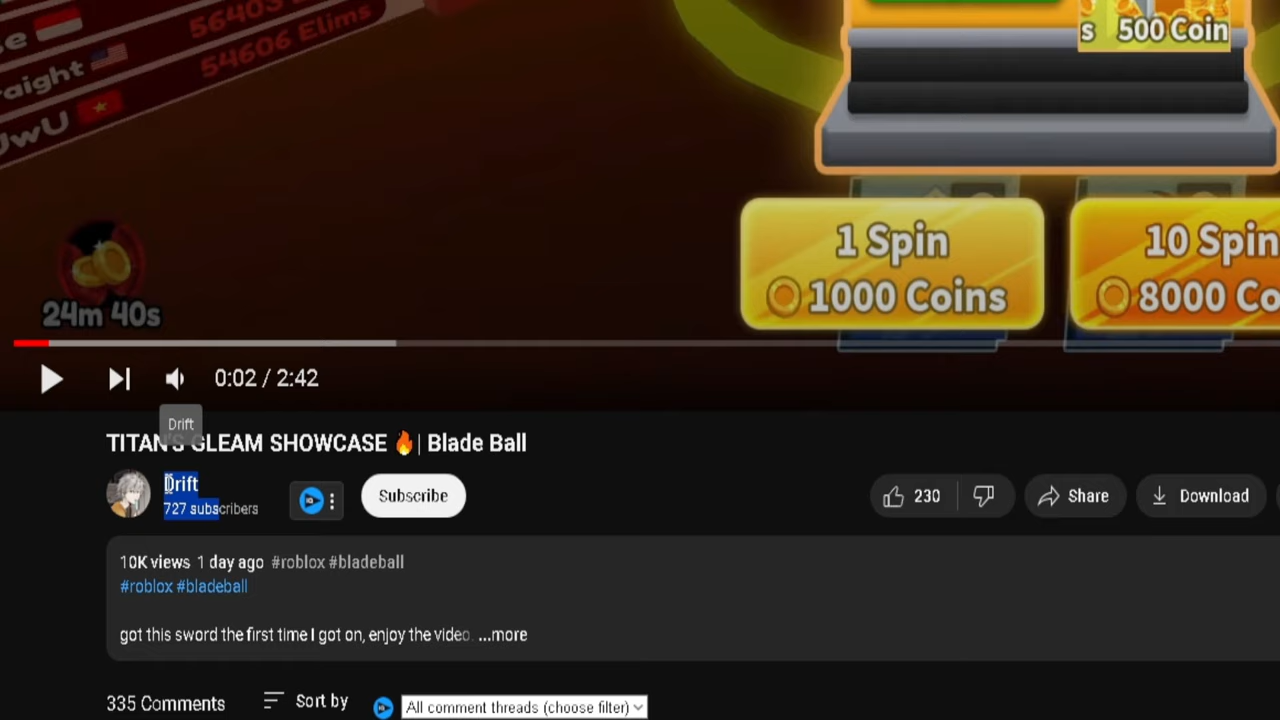 56403
54606 Elims
aight
UwU
s 500 Coin
24m 40s
1 Spin
1000 Coins
10 Spin
8000 Co
0:02 / 2:42
Drift
TITAN'S GLEAM SHOWCASE 🔥| Blade Ball
Drift
727 subscribers
Subscribe
230
Share
Download
10K views 1 day ago #roblox #bladeball
#roblox #bladeball
got this sword the first time I got on, enjoy the video. ...more
335 Comments
Sort by
All comment threads (choose filter)